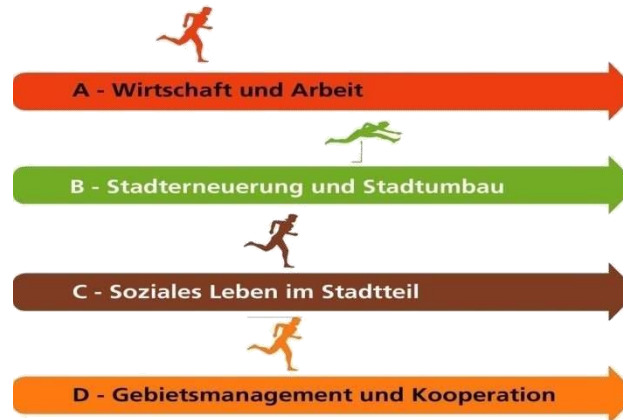 A - Wirtschaft und Arbeit
B - Stadterneuerung und Stadtumbau
C - Soziales Leben im Stadtteil
D - Gebietsmanagement und Kooperation